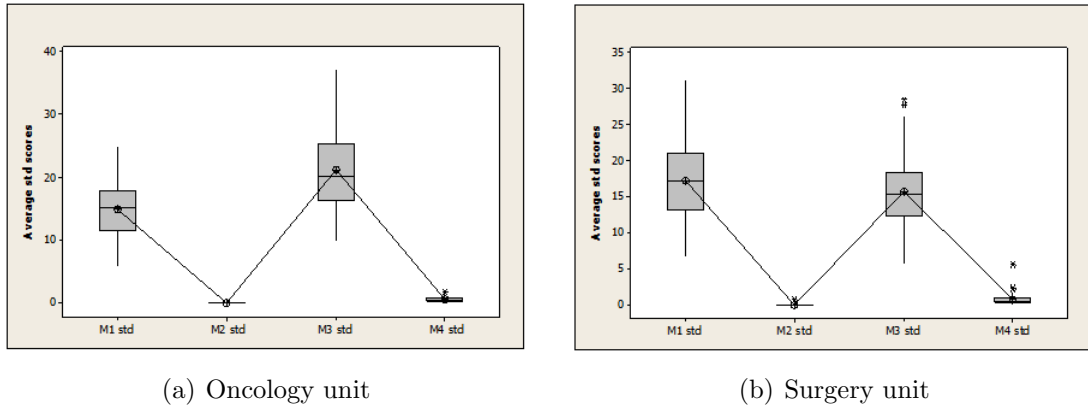 Average std scores
40
30
20
10
0
M1 std M2 std M3 std M4 std
(a) Oncology unit
Average std scores
35
30
25
20
15
10
5
0
M1 std M2 std M3 std M4 std
(b) Surgery unit